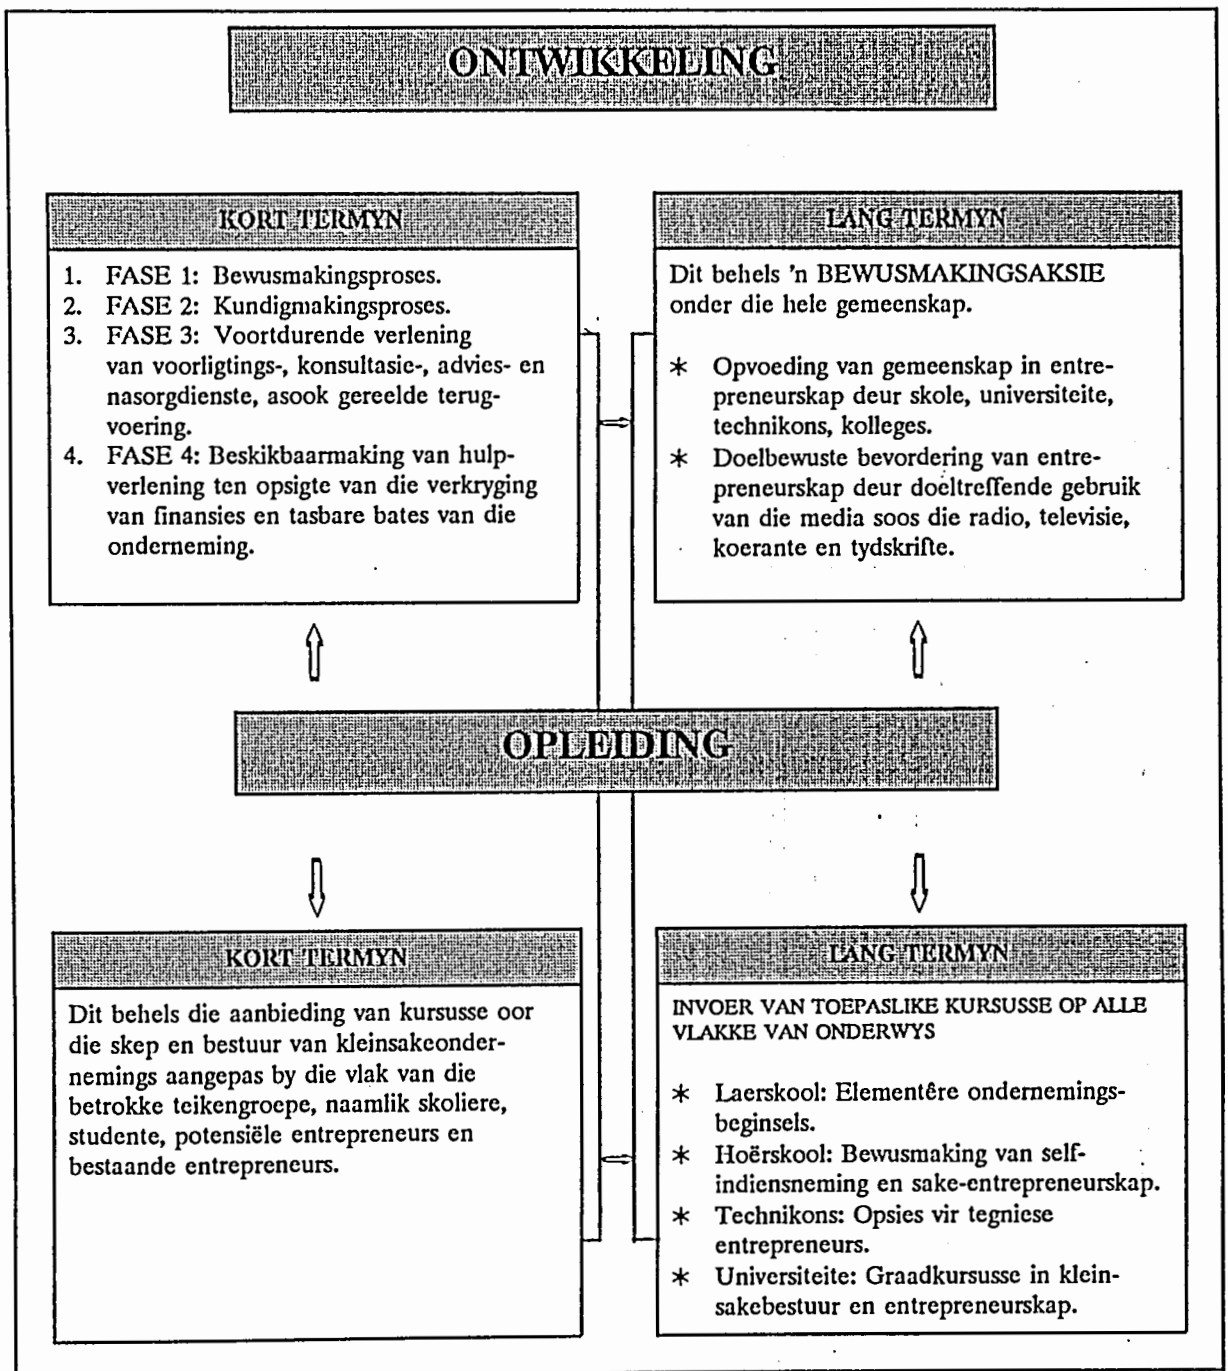 ONTWIKKELING
KORT TERMYN
1. FASE 1: Bewusmakingsproses.
2. FASE 2: Kundigmakingsproses.
3. FASE 3: Voortdurende verlening
van voorligtings-, konsultasie-, advies- en
nasorgdienste, asook gereelde terug-
voering.
4. FASE 4: Beskikbaarmaking van hulp-
verlening ten opsigte van die verkryging
van finansies en tasbare bates van die
onderneming.
LANG TERMYN
Dit behels 'n BEWUSMAKINGSAKSIE
onder die hele gemeenskap.
* Opvoeding van gemeenskap in entre-
preneurskap deur skole, universiteite,
technikons, kolleges.
* Doelbewuste bevordering van entre-
preneurskap deur doeltreffende gebruik
van die media soos die radio, televisie,
koerante en tydskrifte.
OPLEIDING
KORT TERMYN
Dit behels die aanbieding van kursusse oor
die skep en bestuur van kleinsakeonder-
nemings aangepas by die vlak van die
betrokke teikengroepe, naamlik skoliere,
studente, potensiële entrepreneurs en
bestaande entrepreneurs.
LANG TERMYN
INVOER VAN TOEPASLIKE KURSUSSE OP ALLE
VLAKKE VAN ONDERWYS
* Laerskool: Elementêre ondernemings-
beginsels.
* Hoërskool: Bewusmaking van self-
indiensneming en sake-entrepreneurskap.
* Technikons: Opsies vir tegniese
entrepreneurs.
* Universiteite: Graadkursusse in klein-
sakebestuur en entrepreneurskap.